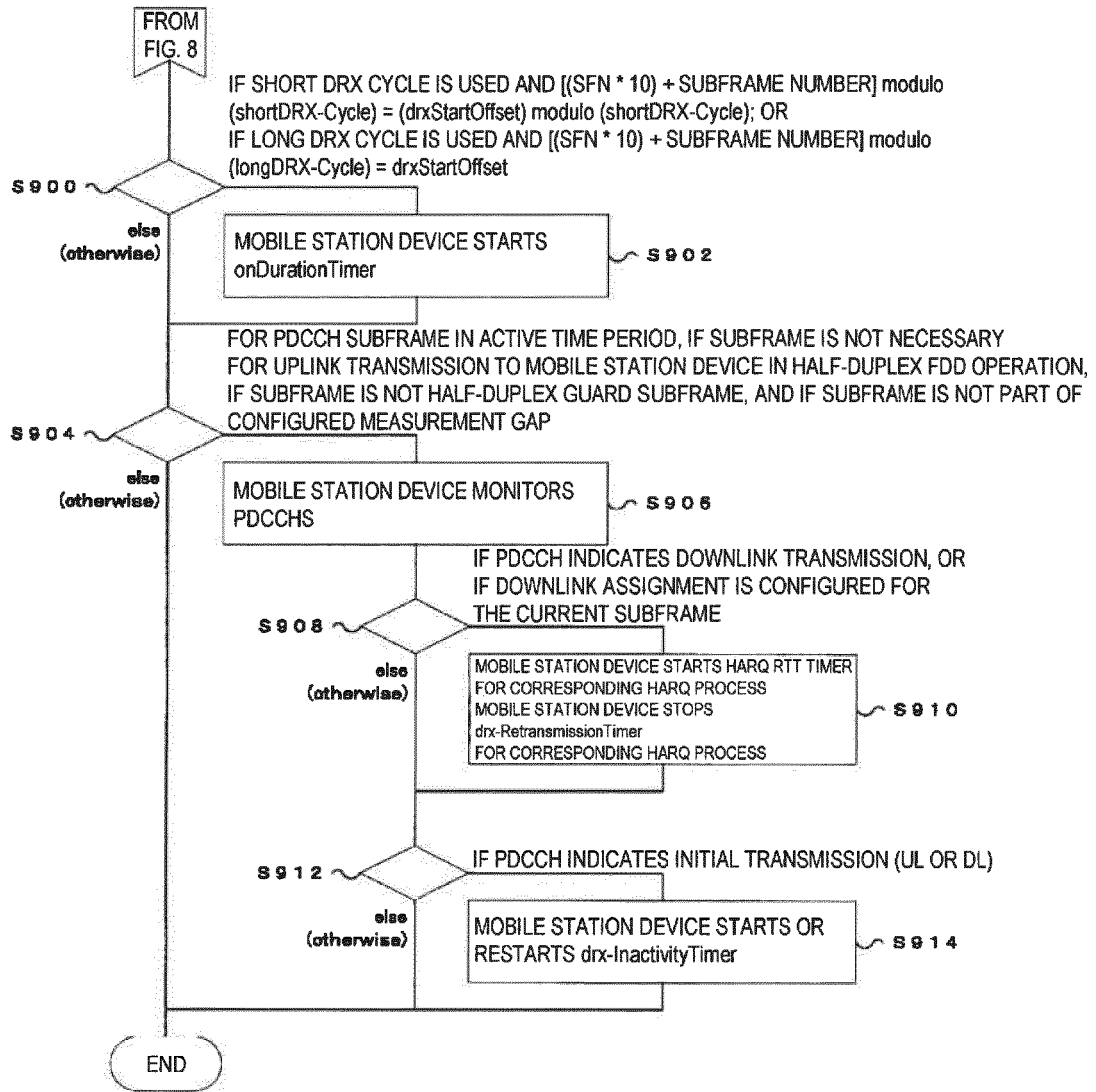 FROM
FIG. 8
IF SHORT DRX CYCLE IS USED AND [(SFN * 10) + SUBFRAME NUMBER] modulo
(shortDRX-Cycle) = (drxStartOffset) modulo (shortDRX-Cycle); OR
IF LONG DRX CYCLE IS USED AND [(SFN * 10) + SUBFRAME NUMBER] modulo
(longDRX-Cycle) = drxStartOffset
S900
else
(otherwise)
MOBILE STATION DEVICE STARTS
onDurationTimer
S902
FOR PDCCH SUBFRAME IN ACTIVE TIME PERIOD, IF SUBFRAME IS NOT NECESSARY
FOR UPLINK TRANSMISSION TO MOBILE STATION DEVICE IN HALF-DUPLEX FDD OPERATION,
IF SUBFRAME IS NOT HALF-DUPLEX GUARD SUBFRAME, AND IF SUBFRAME IS NOT PART OF
CONFIGURED MEASUREMENT GAP
S904
else
(otherwise)
MOBILE STATION DEVICE MONITORS
PDCCHS
S906
IF PDCCH INDICATES DOWNLINK TRANSMISSION, OR
IF DOWNLINK ASSIGNMENT IS CONFIGURED FOR
THE CURRENT SUBFRAME
S908
else
(otherwise)
MOBILE STATION DEVICE STARTS HARQ RTT TIMER
FOR CORRESPONDING HARQ PROCESS
MOBILE STATION DEVICE STOPS
drx-RetransmissionTimer
FOR CORRESPONDING HARQ PROCESS
S910
IF PDCCH INDICATES INITIAL TRANSMISSION (UL OR DL)
S912
else
(otherwise)
MOBILE STATION DEVICE STARTS OR
RESTARTS drx-InactivityTimer
S914
END